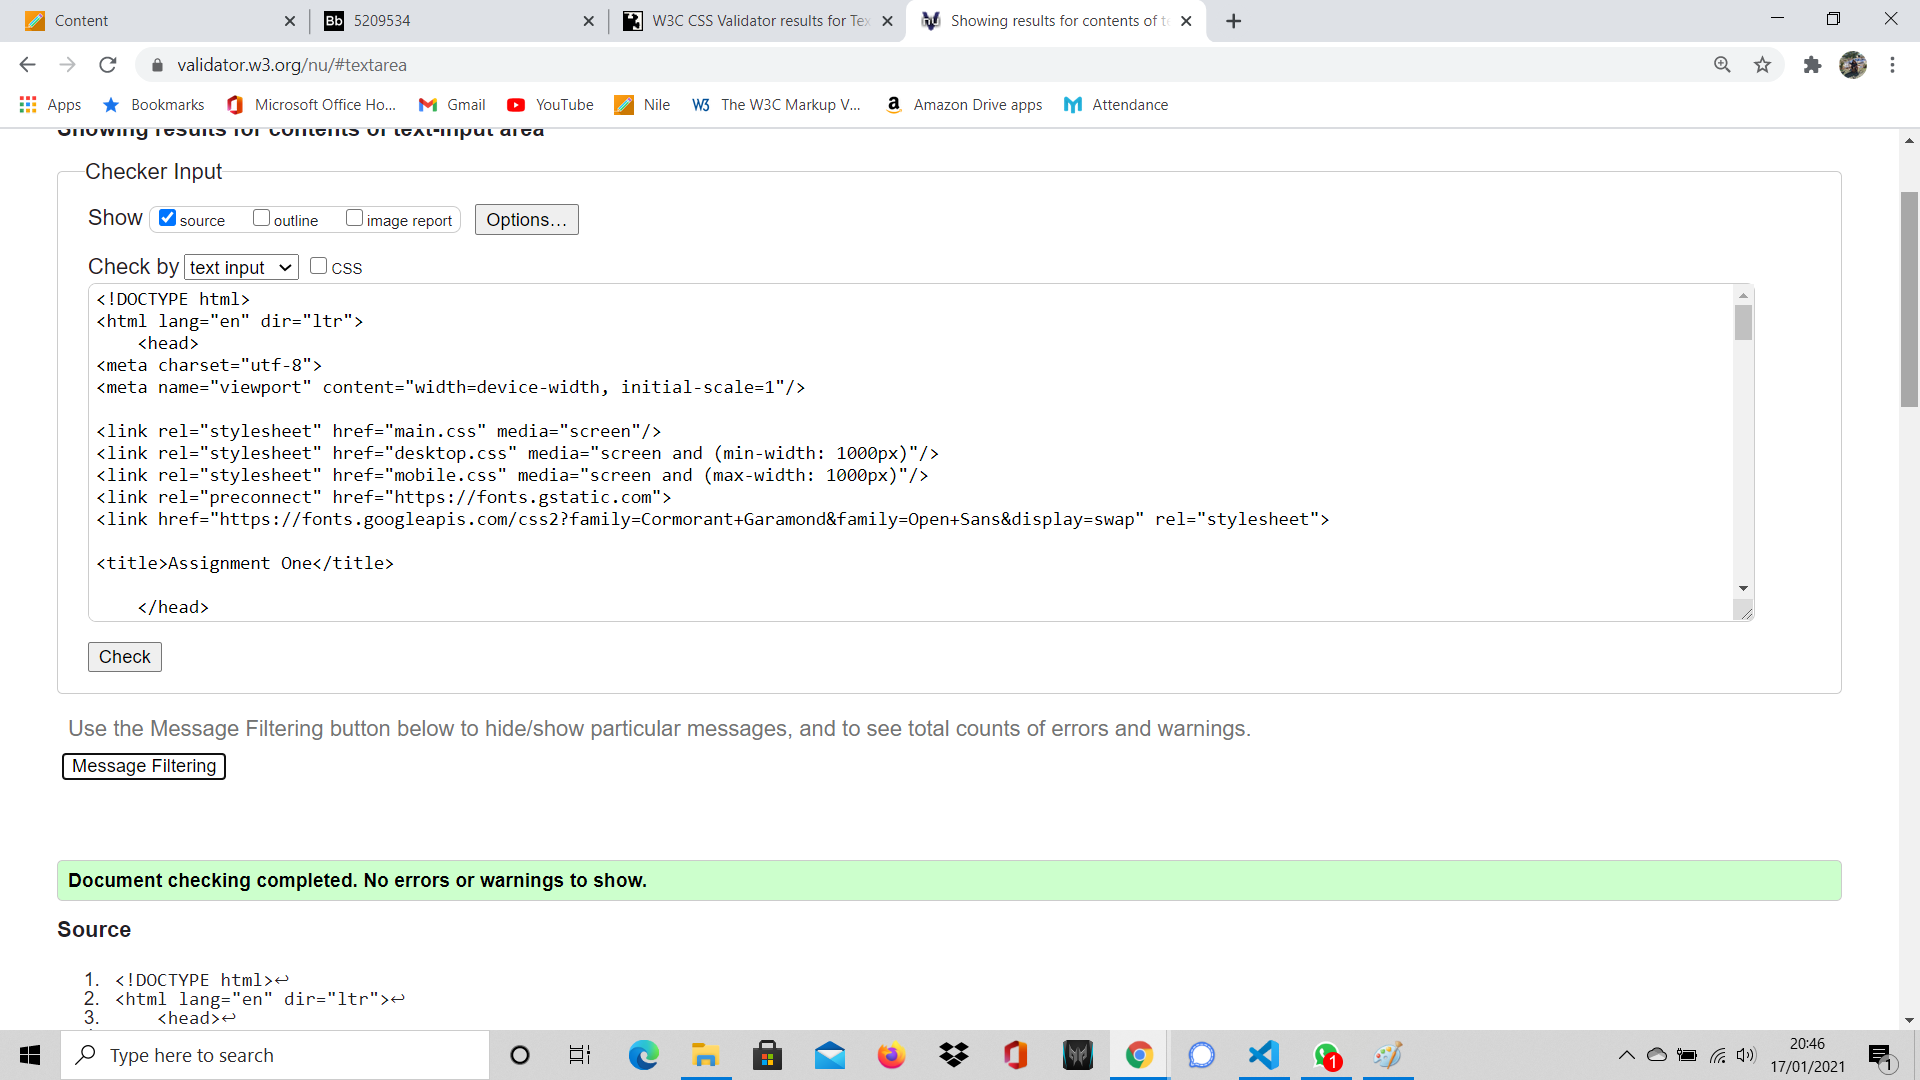 Content
Bb 5209534
W3C CSS Validator results for Tex
Showing results for contents of te
validator.w3.org/nu/#textarea
Apps
Bookmarks
Microsoft Office Ho...
Gmail
YouTube
Nile
W3 The W3C Markup V...
Amazon Drive apps
Attendance
Showing results for contents of text-input area
Checker Input
Show source outline image report Options...
Check by text input CSS
<!DOCTYPE html>
<html lang="en" dir="ltr">
<head>
<meta charset="utf-8">
<meta name="viewport" content="width=device-width, initial-scale=1"/>
<link rel="stylesheet" href="main.css" media="screen"/>
<link rel="stylesheet" href="desktop.css" media="screen and (min-width: 1000px)"/>
<link rel="stylesheet" href="mobile.css" media="screen and (max-width: 1000px)"/>
<link rel="preconnect" href="https://fonts.gstatic.com">
<link href="https://fonts.googleapis.com/css2?family=Cormorant+Garamond&family=Open+Sans&display=swap" rel="stylesheet">
<title>Assignment One</title>
</head>
Check
Use the Message Filtering button below to hide/show particular messages, and to see total counts of errors and warnings.
Message Filtering
Document checking completed. No errors or warnings to show.
Source
1. <!DOCTYPE html>↩
2. <html lang="en" dir="ltr">↩
3. <head>↩
Type here to search
1
20:46
17/01/2021
1